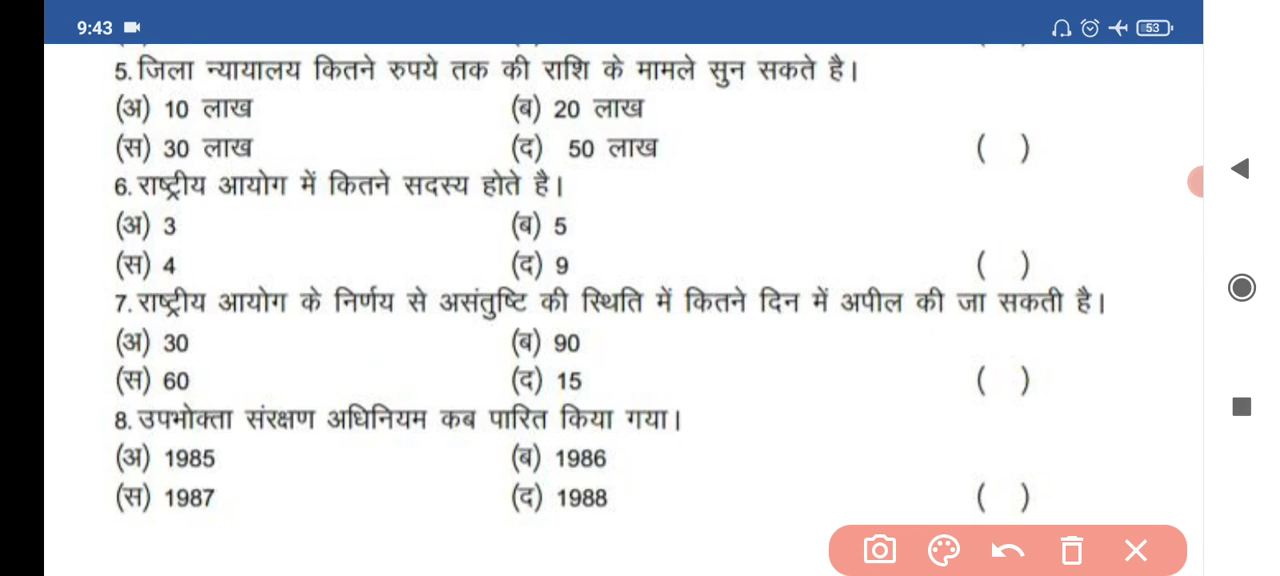 9:43
53
5. जिला न्यायालय कितने रुपये तक की राशि के मामले सुन सकते है।
(अ) 10 लाख (ब) 20 लाख
(स) 30 लाख (द) 50 लाख ( )
6. राष्ट्रीय आयोग में कितने सदस्य होते है।
(अ) 3 (ब) 5
(स) 4 (द) 9 ( )
7. राष्ट्रीय आयोग के निर्णय से असंतुष्टि की स्थिति में कितने दिन में अपील की जा सकती है।
(अ) 30 (ब) 90
(स) 60 (द) 15 ( )
8. उपभोक्ता संरक्षण अधिनियम कब पारित किया गया।
(अ) 1985 (ब) 1986
(स) 1987 (द) 1988 ( )